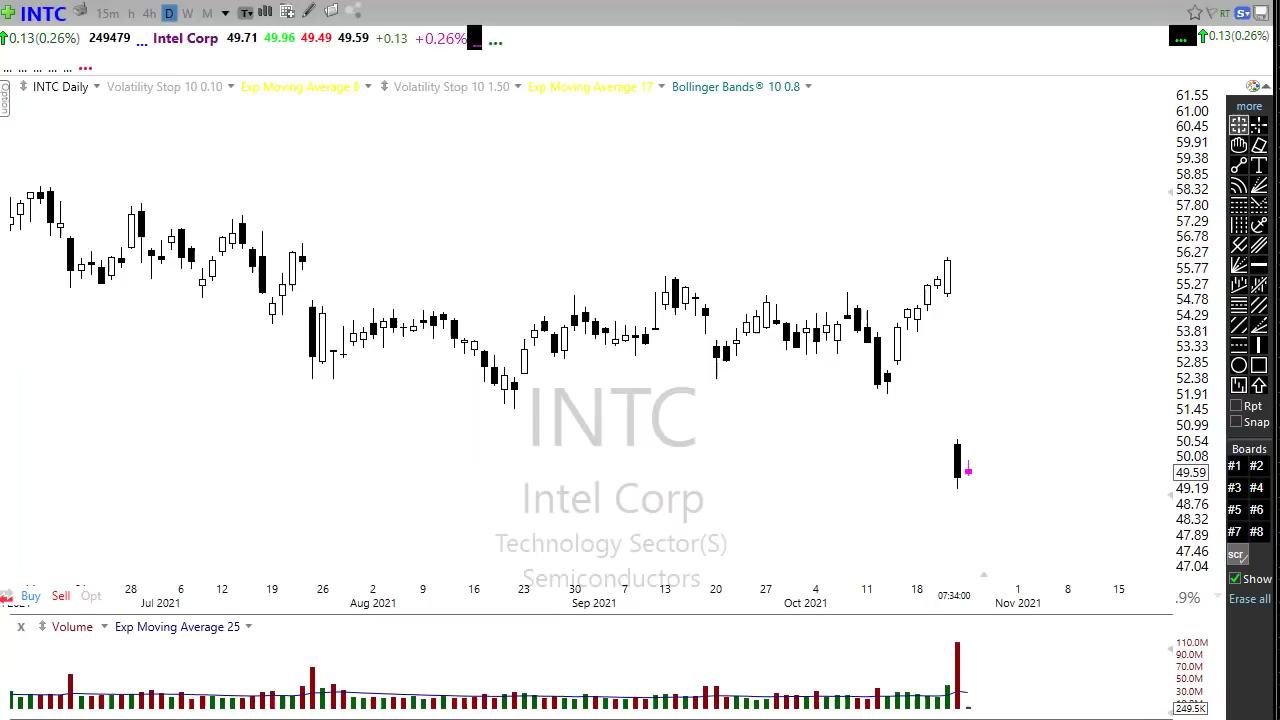 INTC 15m h 4h D W M T RT S
0.13(0.26%) 249479 ... Intel Corp 49.71 49.96 49.49 49.59 +0.13 +0.26% ... ... ... 0.13(0.26%)
... ... ... ... ... ...
INTC Daily Volatility Stop 10 0.10 Exp Moving Average 8 Volatility Stop 10 1.50 Exp Moving Average 17 Bollinger Bands® 10 0.8
Option
61.55
61.00
60.45
59.91
59.38
58.85
58.32
57.80
57.29
56.78
56.27
55.77
55.27
54.78
54.29
53.81
53.33
52.85
52.38
51.91
51.45
50.99
50.54
50.08
49.59
49.19
48.76
48.32
47.89
47.46
47.04
more
T
Rpt
Snap
Boards
#1 #2
#3 #4
#5 #6
#7 #8
scr
Show
Erase all
INTC
Intel Corp
Technology Sector(S)
Semiconductors
28 6 12 19 26 2 9 16 23 30 7 13 20 27 4 11 18 07:34:00 1 8 15
Jul 2021 Aug 2021 Sep 2021 Oct 2021 Nov 2021
Buy Sell Opt
.9%
x Volume Exp Moving Average 25
110.0M
90.0M
70.0M
50.0M
30.0M
249.5K